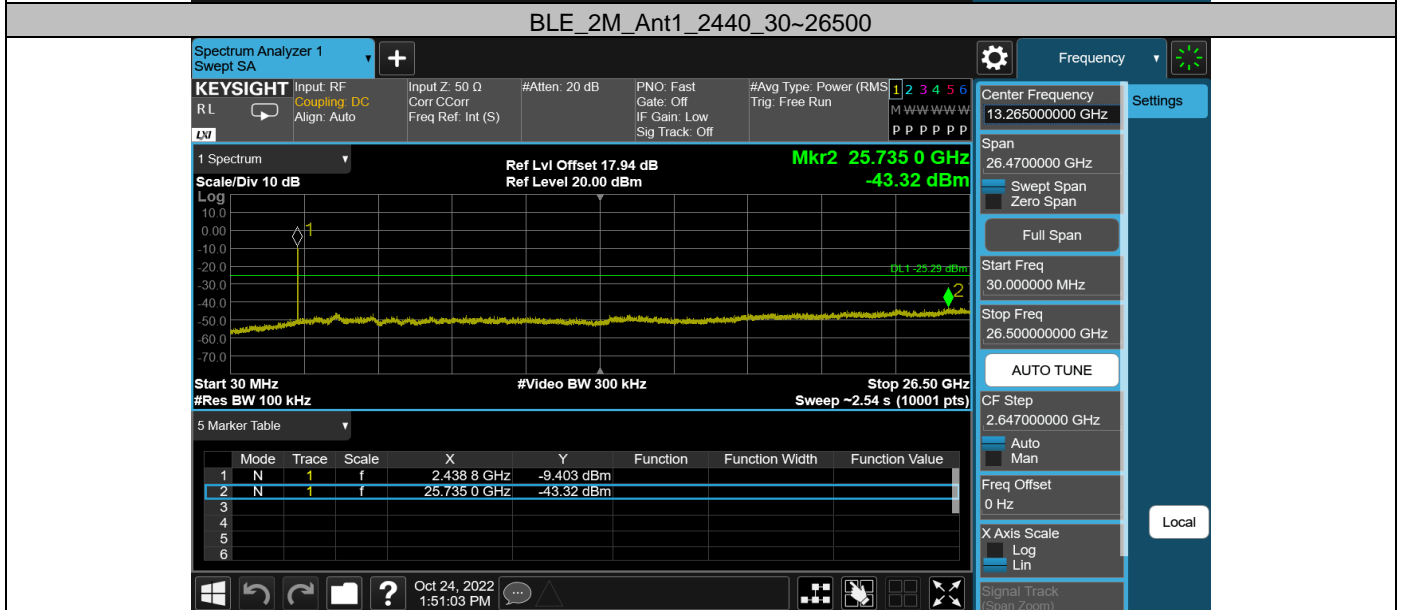 BLE_2M_Ant1_2440_30~26500
Spectrum Analyzer 1
Swept SA
+
Frequency
KEYSIGHT
RL
LXI
Input: RF
Coupling: DC
Align: Auto
Input Z: 50 Ω
Corr CCorr
Freq Ref: Int (S)
#Atten: 20 dB
PNO: Fast
Gate: Off
IF Gain: Low
Sig Track: Off
#Avg Type: Power (RMS
Trig: Free Run
1 2 3 4 5 6
M W W W W W
P P P P P P
1 Spectrum
Scale/Div 10 dB
Ref Lvl Offset 17.94 dB
Ref Level 20.00 dBm
Mkr2 25.735 0 GHz
-43.32 dBm
Log
10.0
0.00
-10.0
-20.0
-30.0
-40.0
-50.0
-60.0
-70.0
1
DL1 -25.29 dBm
2
Start 30 MHz
#Video BW 300 kHz
Stop 26.50 GHz
#Res BW 100 kHz
Sweep ~2.54 s (10001 pts)
5 Marker Table
Mode Trace Scale X Y Function Function Width Function Value
1 N 1 f 2.438 8 GHz -9.403 dBm
2 N 1 f 25.735 0 GHz -43.32 dBm
3
4
5
6
?
Oct 24, 2022
1:51:03 PM
Center Frequency
13.265000000 GHz
Settings
Span
26.4700000 GHz
Swept Span
Zero Span
Full Span
Start Freq
30.000000 MHz
Stop Freq
26.500000000 GHz
AUTO TUNE
CF Step
2.647000000 GHz
Auto
Man
Freq Offset
0 Hz
Local
X Axis Scale
Log
Lin
Signal Track
(Span Zoom)